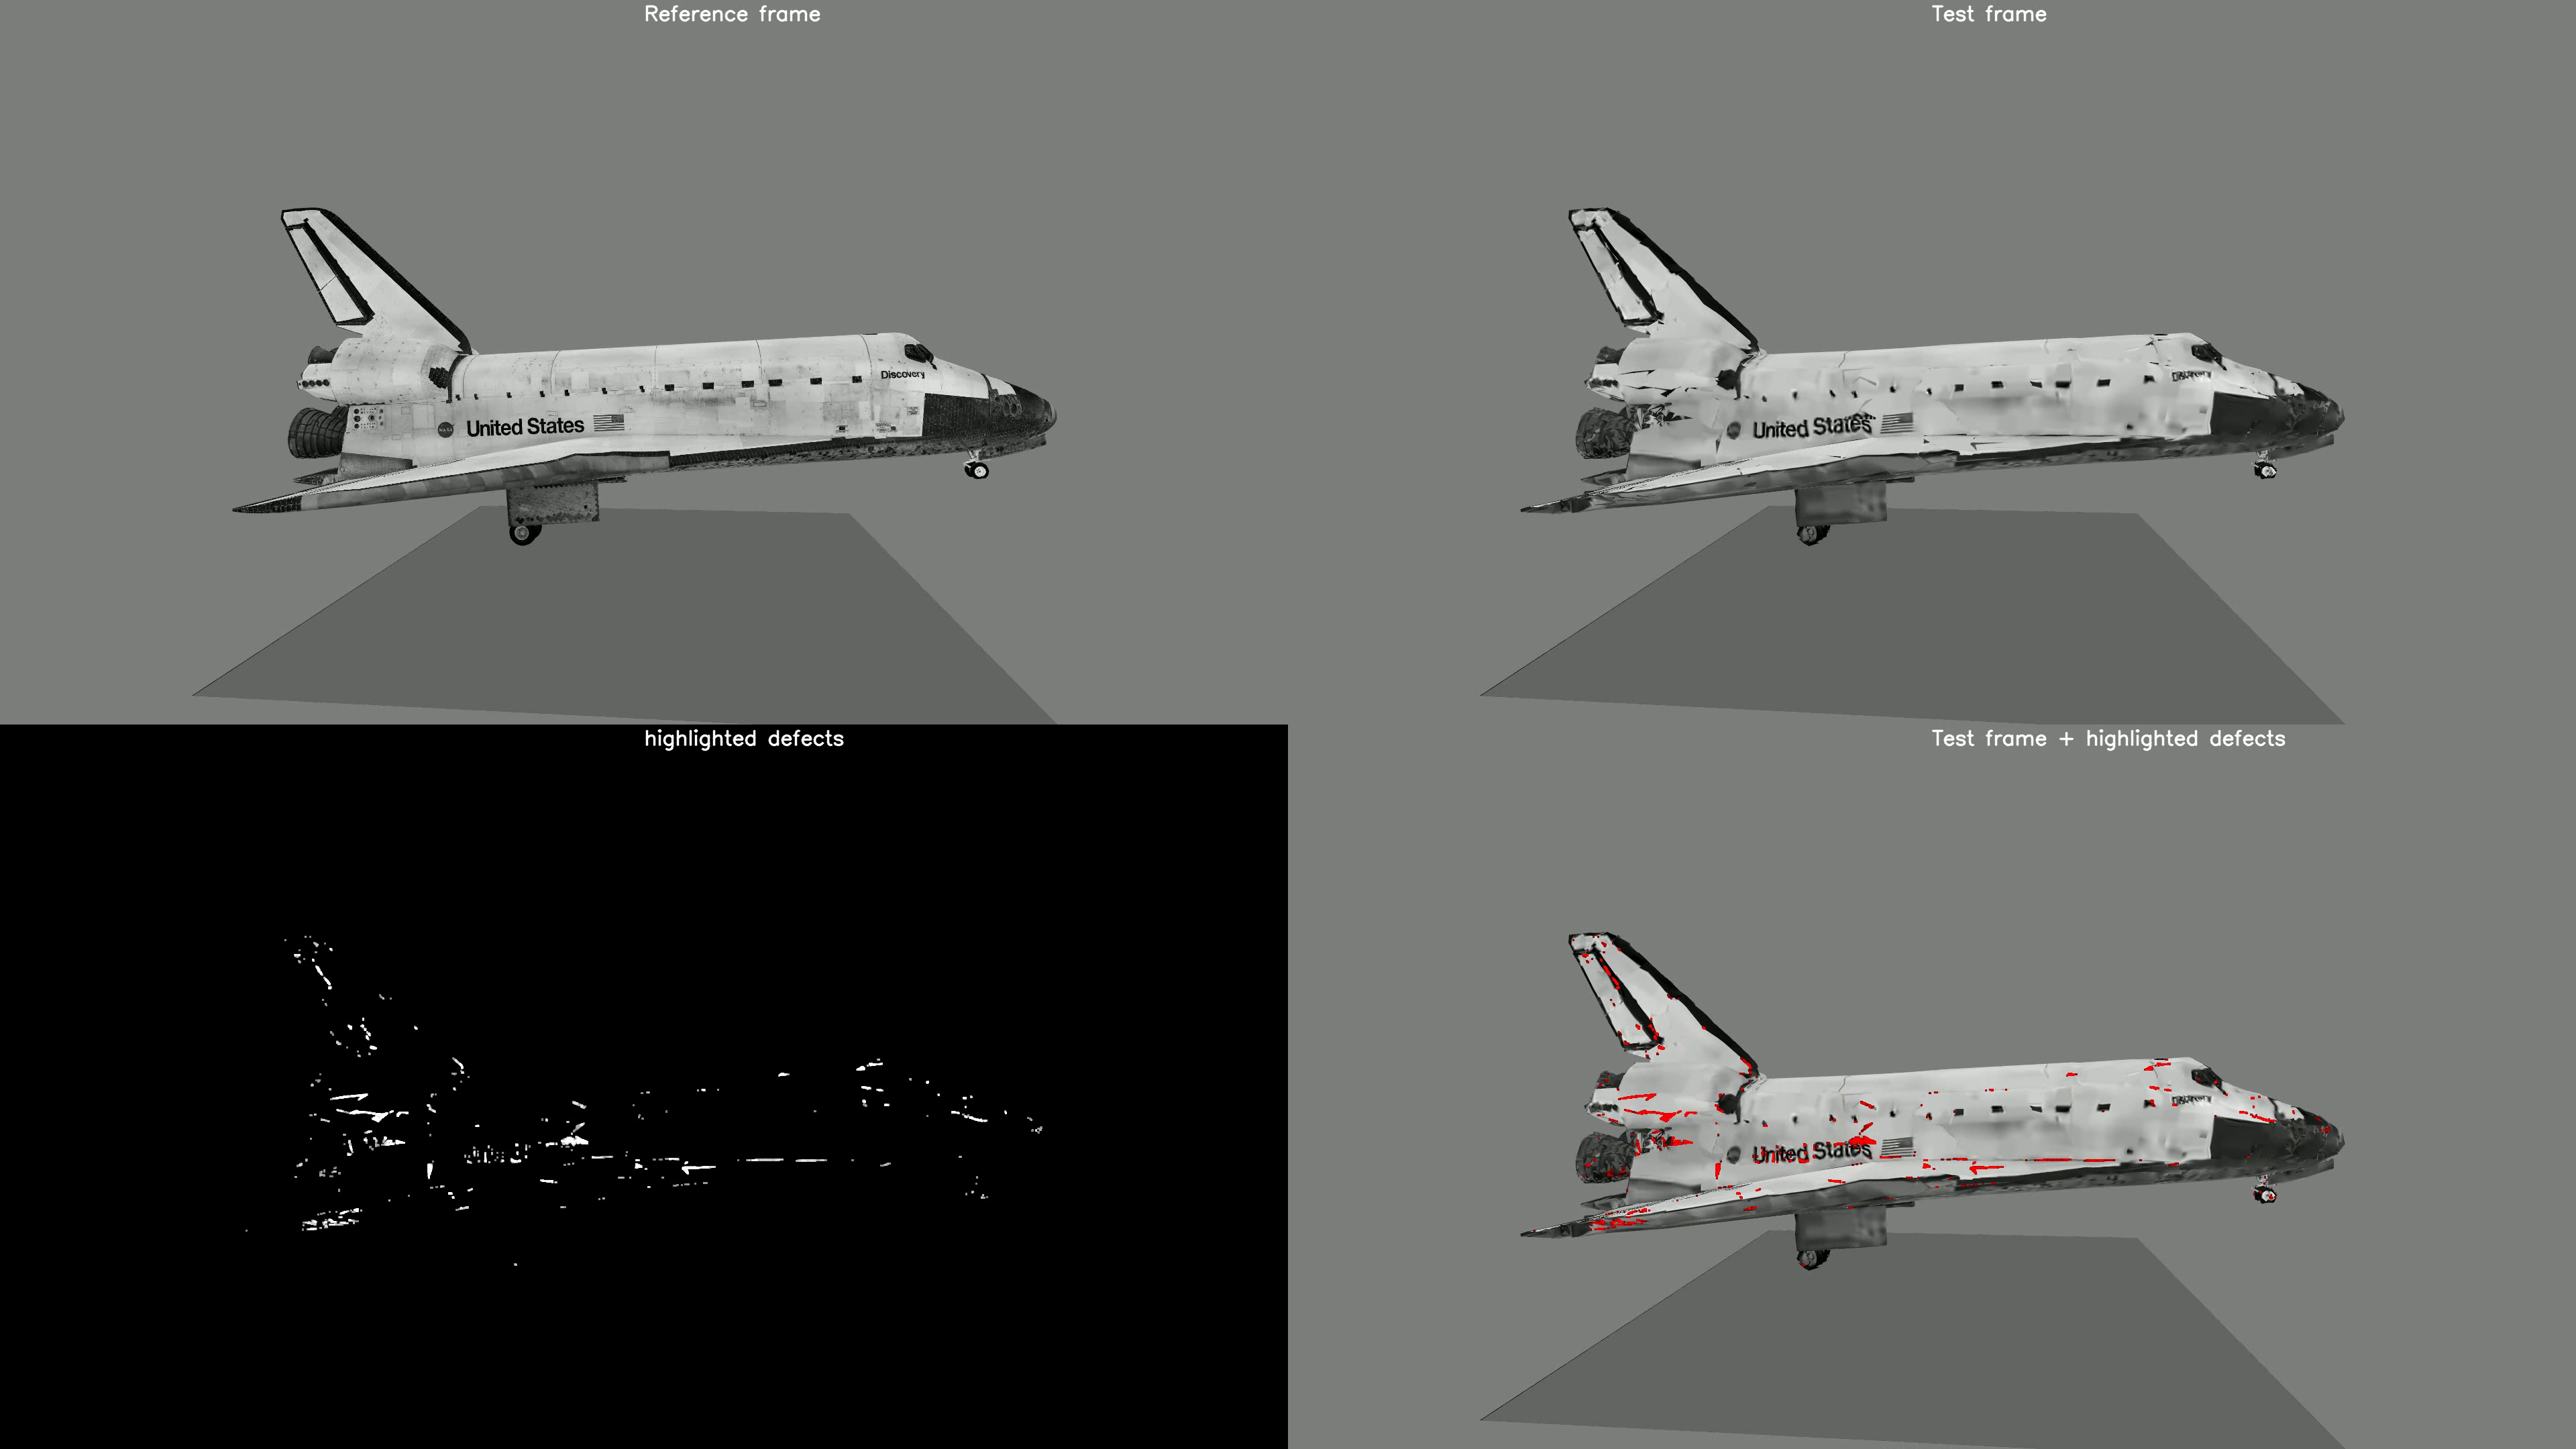 Reference frame
Test frame
Discovery
United States
United States
highlighted defects
Test frame + highlighted defects
United States